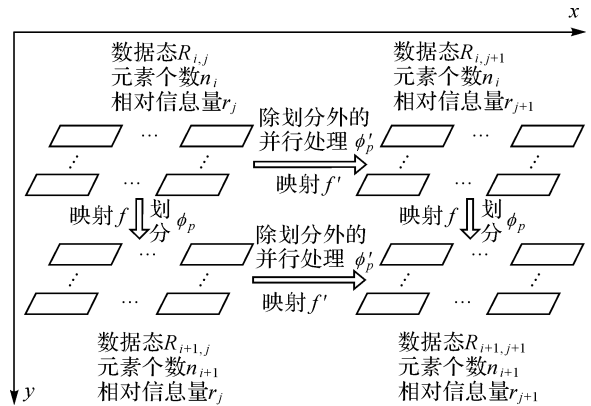 x
数据态R_{i,j}
元素个数n_i
相对信息量r_j
数据态R_{i,j+1}
元素个数n_i
相对信息量r_{j+1}
除划分外的
并行处理 ϕ'_p
映射f'
映射f 划分 ϕ_p
映射f 划分 ϕ_p
除划分外的
并行处理 ϕ'_p
映射f'
数据态R_{i+1,j}
元素个数n_{i+1}
相对信息量r_j
数据态R_{i+1,j+1}
元素个数n_{i+1}
相对信息量r_{j+1}
y